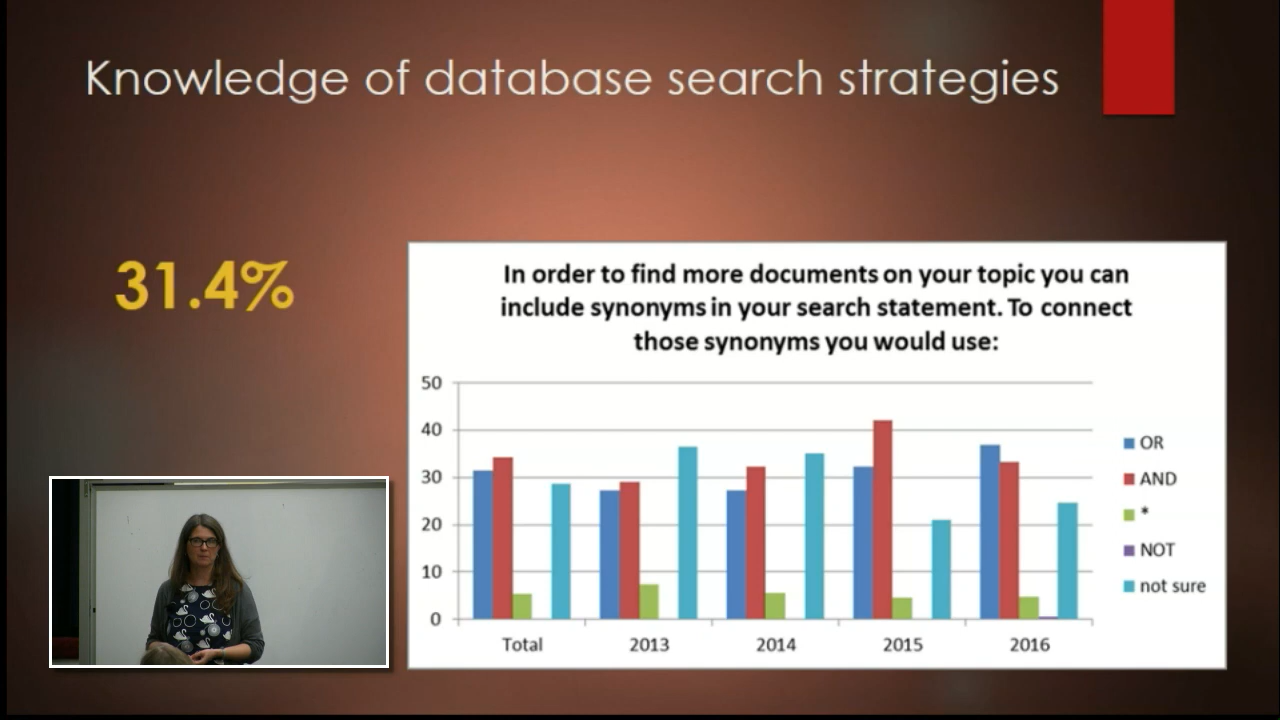 Knowledge of database search strategies
31.4%
In order to find more documents on your topic you can
include synonyms in your search statement. To connect
those synonyms you would use:
50
40
30
20
10
0
Total 2013 2014 2015 2016
OR
AND
*
NOT
not sure